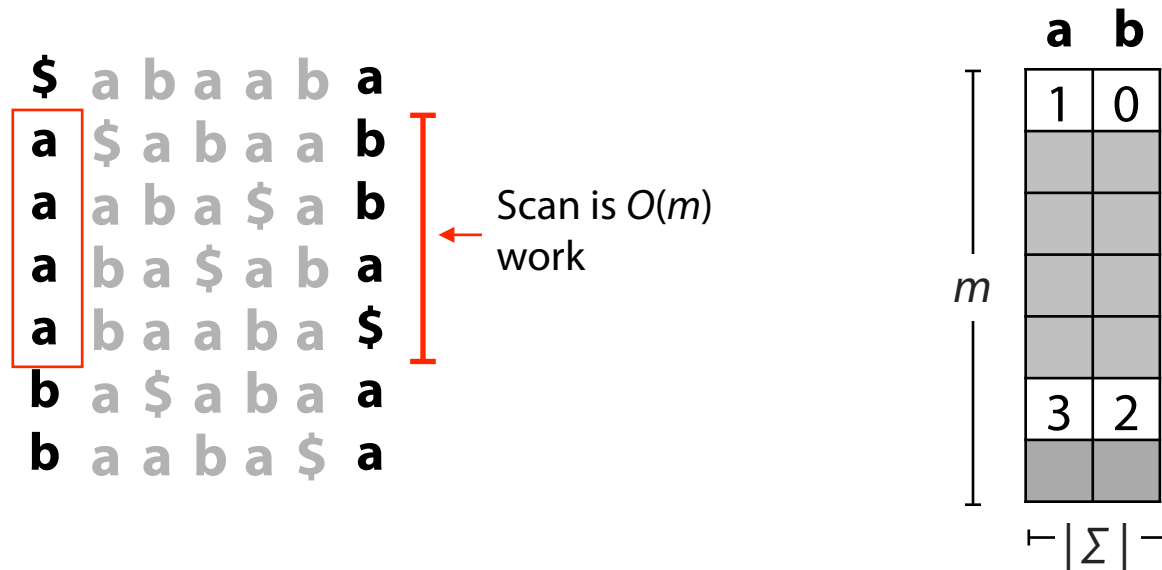 $ a b a a b a
a $ a b a a b
a a b a $ a b
a b a $ a b a
a b a a b a $
b a $ a b a a
b a a b a $ a
Scan is O(m)
work
a b
1 0
3 2
m
|Σ|